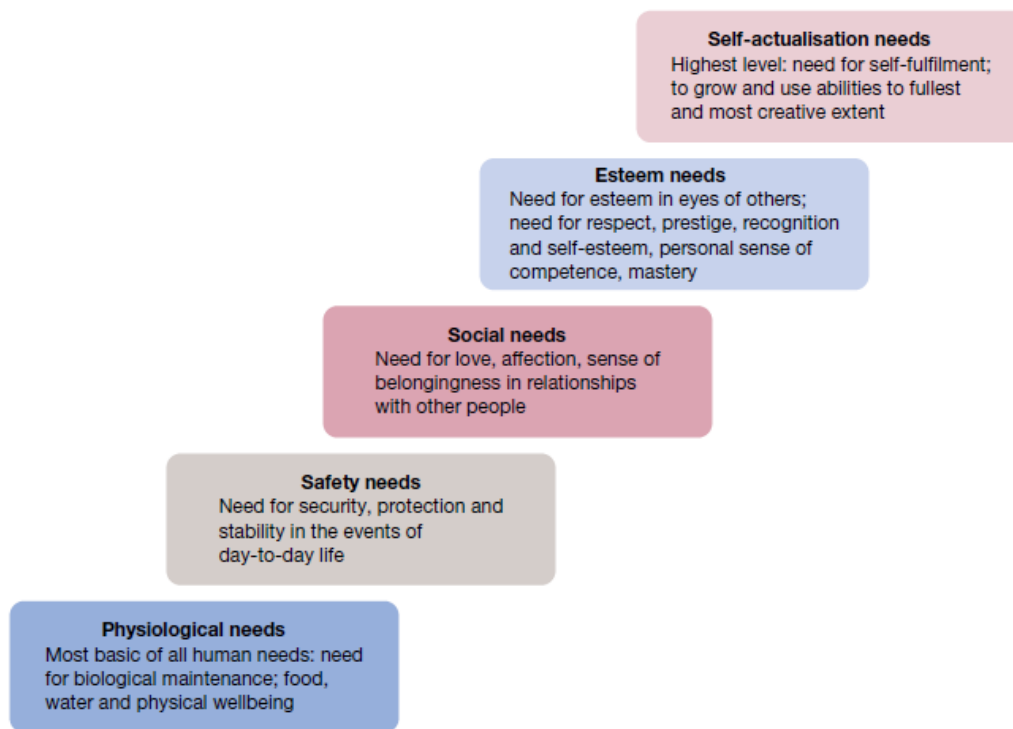 Self-actualisation needs
Highest level: need for self-fulfilment;
to grow and use abilities to fullest
and most creative extent
Esteem needs
Need for esteem in eyes of others;
need for respect, prestige, recognition
and self-esteem, personal sense of
competence, mastery
Social needs
Need for love, affection, sense of
belongingness in relationships
with other people
Safety needs
Need for security, protection and
stability in the events of
day-to-day life
Physiological needs
Most basic of all human needs: need
for biological maintenance; food,
water and physical wellbeing